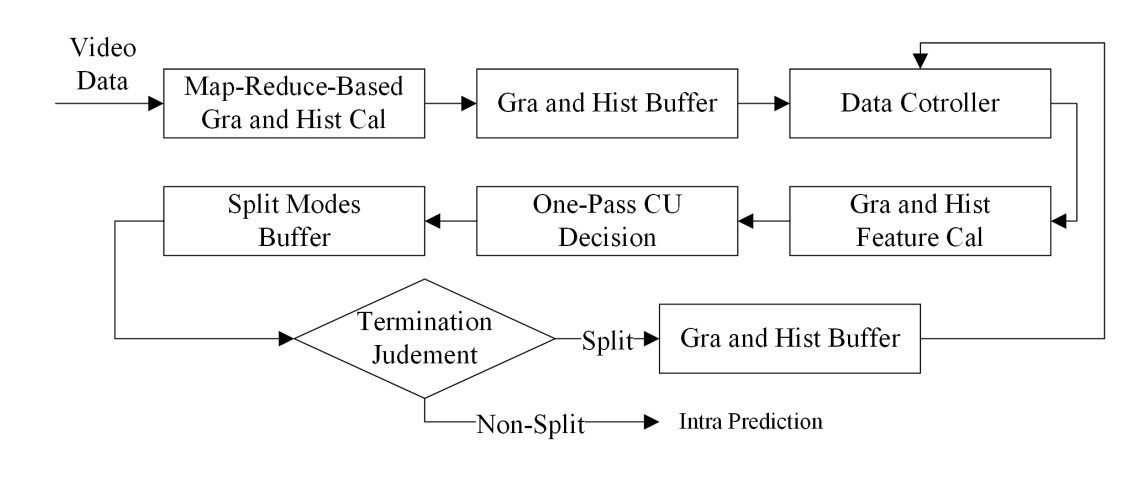 Video
Data
Map-Reduce-Based
Gra and Hist Cal
Gra and Hist Buffer
Data Cotroller
Split Modes
Buffer
One-Pass CU
Decision
Gra and Hist
Feature Cal
Termination
Judement
Split
Gra and Hist Buffer
Non-Split
Intra Prediction